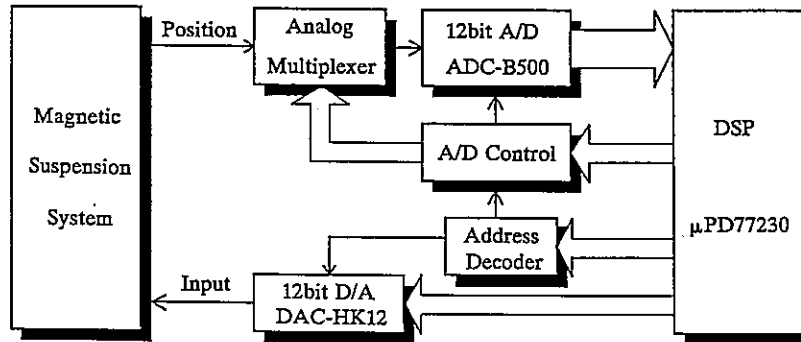 Magnetic
Suspension
System
Position
Analog
Multiplexer
12bit A/D
ADC-B500
A/D Control
Address
Decoder
Input
12bit D/A
DAC-HK12
DSP
μPD77230